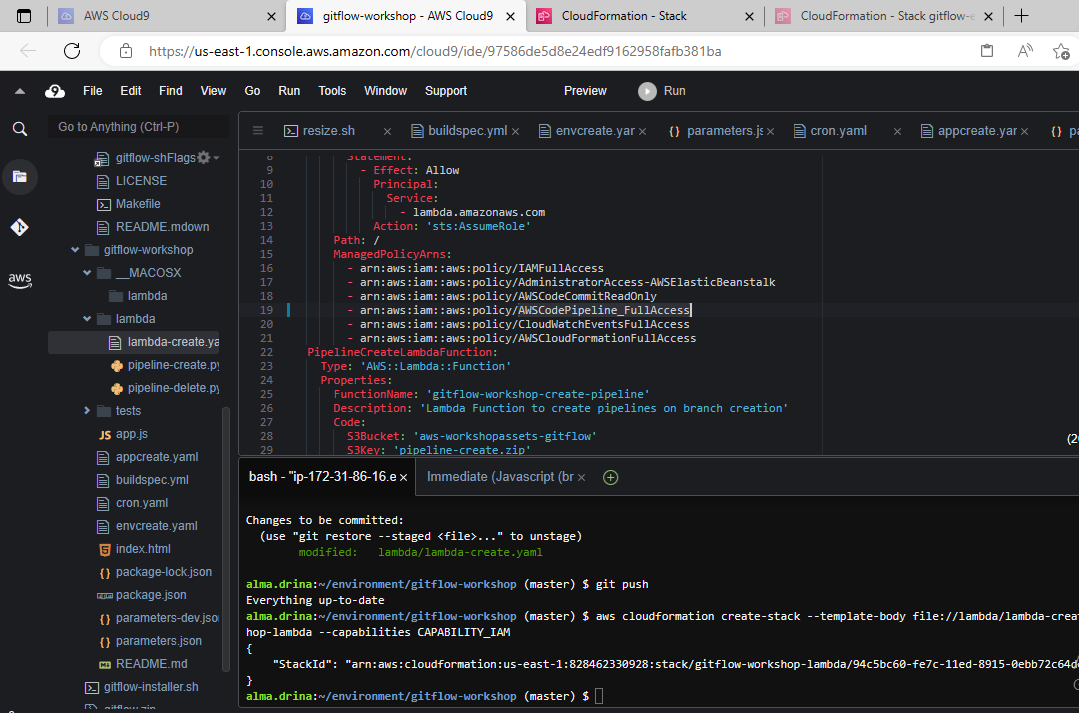 AWS Cloud9
gitflow-workshop - AWS Cloud9
CloudFormation - Stack
CloudFormation - Stack gitflow-
https://us-east-1.console.aws.amazon.com/cloud9/ide/97586de5d8e24edf9162958fafb381ba
9 File Edit Find View Go Run Tools Window Support Preview Run
Go to Anything (Ctrl-P)
aws
gitflow-shFlags
LICENSE
Makefile
README.mdown
gitflow-workshop
__MACOSX
lambda
lambda
lambda-create.ya
pipeline-create.py
pipeline-delete.py
tests
JS app.js
appcreate.yaml
buildspec.yml
cron.yaml
envcreate.yaml
index.html
{} package-lock.json
package.json
{} parameters-dev.json
{} parameters.json
README.md
gitflow-installer.sh
gitflow.zip
resize.sh
buildspec.yml
envcreate.yar
{} parameters.js
cron.yaml
appcreate.yar
{} pa
8 Statement:
9 - Effect: Allow
10 Principal:
11 Service:
12 - lambda.amazonaws.com
13 Action: 'sts:AssumeRole'
14 Path: /
15 ManagedPolicyArns:
16 - arn:aws:iam::aws:policy/IAMFullAccess
17 - arn:aws:iam::aws:policy/AdministratorAccess-AWSElasticBeanstalk
18 - arn:aws:iam::aws:policy/AWSCodeCommitReadOnly
19 - arn:aws:iam::aws:policy/AWSCodePipeline_FullAccess
20 - arn:aws:iam::aws:policy/CloudWatchEventsFullAccess
21 - arn:aws:iam::aws:policy/AWSCloudFormationFullAccess
22 PipelineCreateLambdaFunction:
23 Type: 'AWS::Lambda::Function'
24 Properties:
25 FunctionName: 'gitflow-workshop-create-pipeline'
26 Description: 'Lambda Function to create pipelines on branch creation'
27 Code:
28 S3Bucket: 'aws-workshopassets-gitflow'
29 S3Key: 'pipeline-create.zip'
(2
bash - "ip-172-31-86-16.e
Immediate (Javascript (br
Changes to be committed:
(use "git restore --staged <file>..." to unstage)
modified: lambda/lambda-create.yaml
alma.drina:~/environment/gitflow-workshop (master) $ git push
Everything up-to-date
alma.drina:~/environment/gitflow-workshop (master) $ aws cloudformation create-stack --template-body file://lambda/lambda-crea
hop-lambda --capabilities CAPABILITY_IAM
{
"StackId": "arn:aws:cloudformation:us-east-1:828462330928:stack/gitflow-workshop-lambda/94c5bc60-fe7c-11ed-8915-0ebb72c64d
}
alma.drina:~/environment/gitflow-workshop (master) $